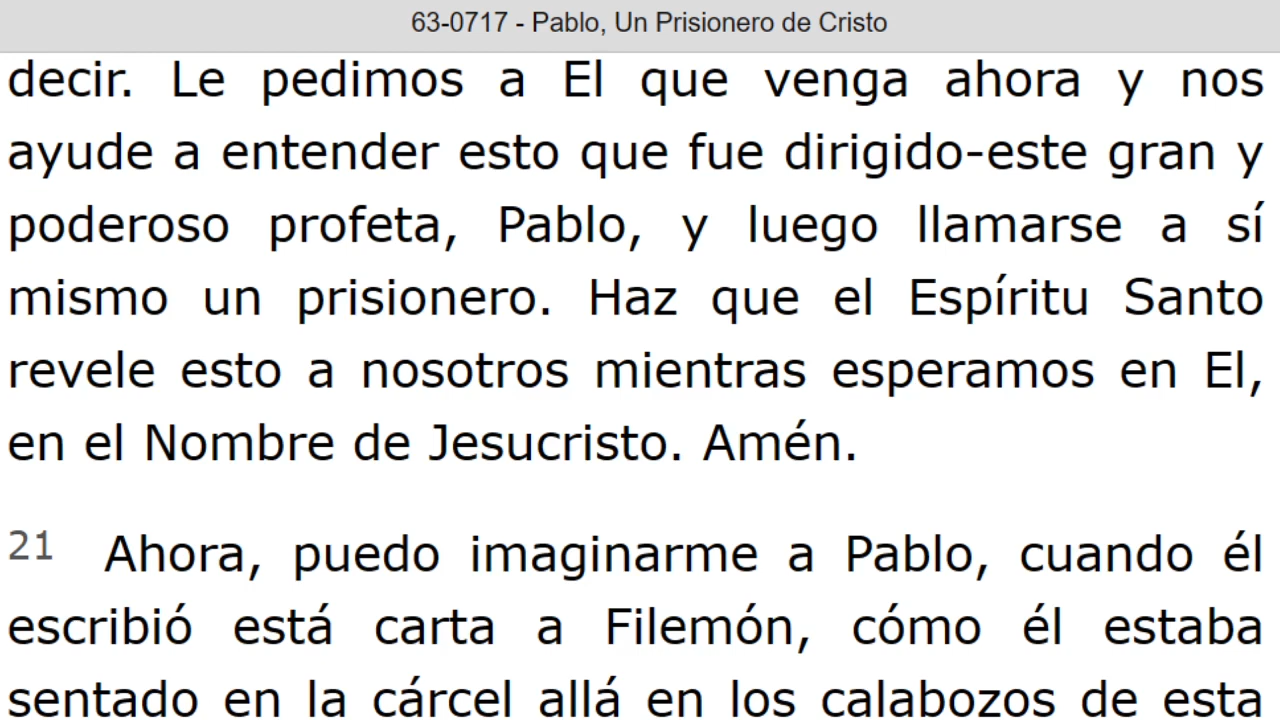 63-0717 - Pablo, Un Prisionero de Cristo
decir. Le pedimos a El que venga ahora y nos
ayude a entender esto que fue dirigido-este gran y
poderoso profeta, Pablo, y luego llamarse a sí
mismo un prisionero. Haz que el Espíritu Santo
revele esto a nosotros mientras esperamos en El,
en el Nombre de Jesucristo. Amén.
21 Ahora, puedo imaginarme a Pablo, cuando él
escribió está carta a Filemón, cómo él estaba
sentado en la cárcel allá en los calabozos de esta